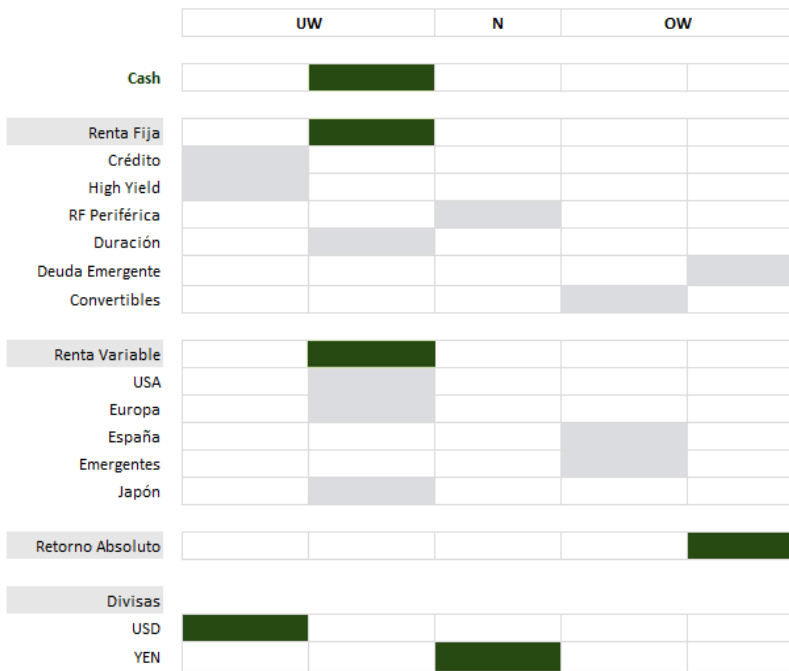 UW N OW
Cash
Renta Fija
Crédito
High Yield
RF Periférica
Duración
Deuda Emergente
Convertibles
Renta Variable
USA
Europa
España
Emergentes
Japón
Retorno Absoluto
Divisas
USD
YEN